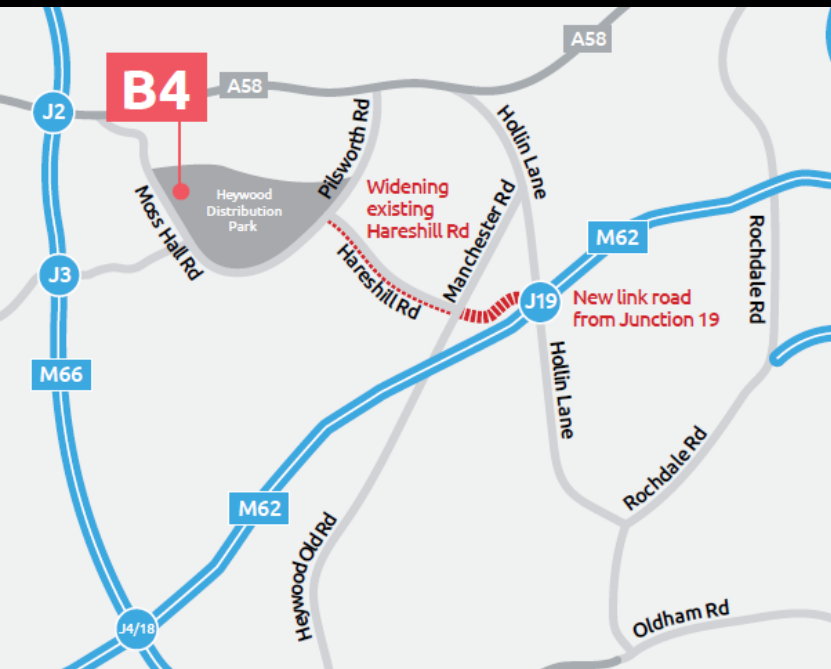 A58
B4
A58
J2
Pilsworth Rd
Hollin Lane
Moss Hall Rd
Heywood
Distribution
Park
Widening
existing
Hareshill Rd
Manchester Rd
M62
Rochdale Rd
J3
Hareshill Rd
J19
New link road
from Junction 19
M66
Hollin Lane
Rochdale Rd
M62
Heywood Old Rd
J4/18
Oldham Rd